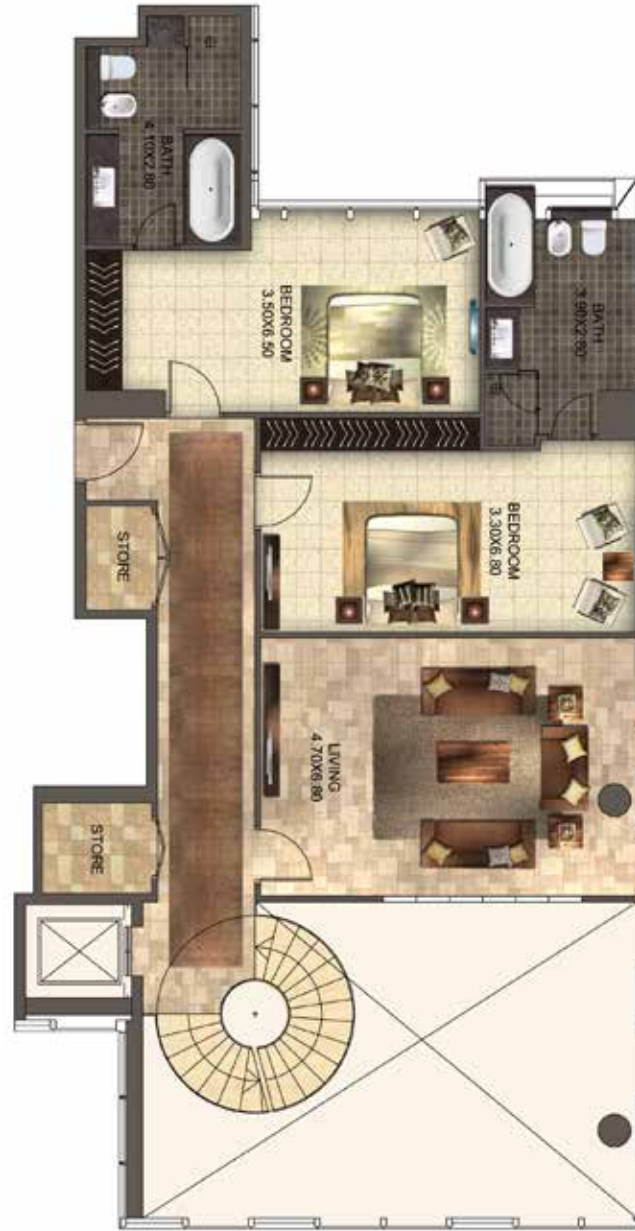 BATH
4.10X2.80
BEDROOM
3.50X6.50
BATH
3.90X2.80
BEDROOM
3.30X6.80
STORE
LIVING
4.70X6.80
STORE